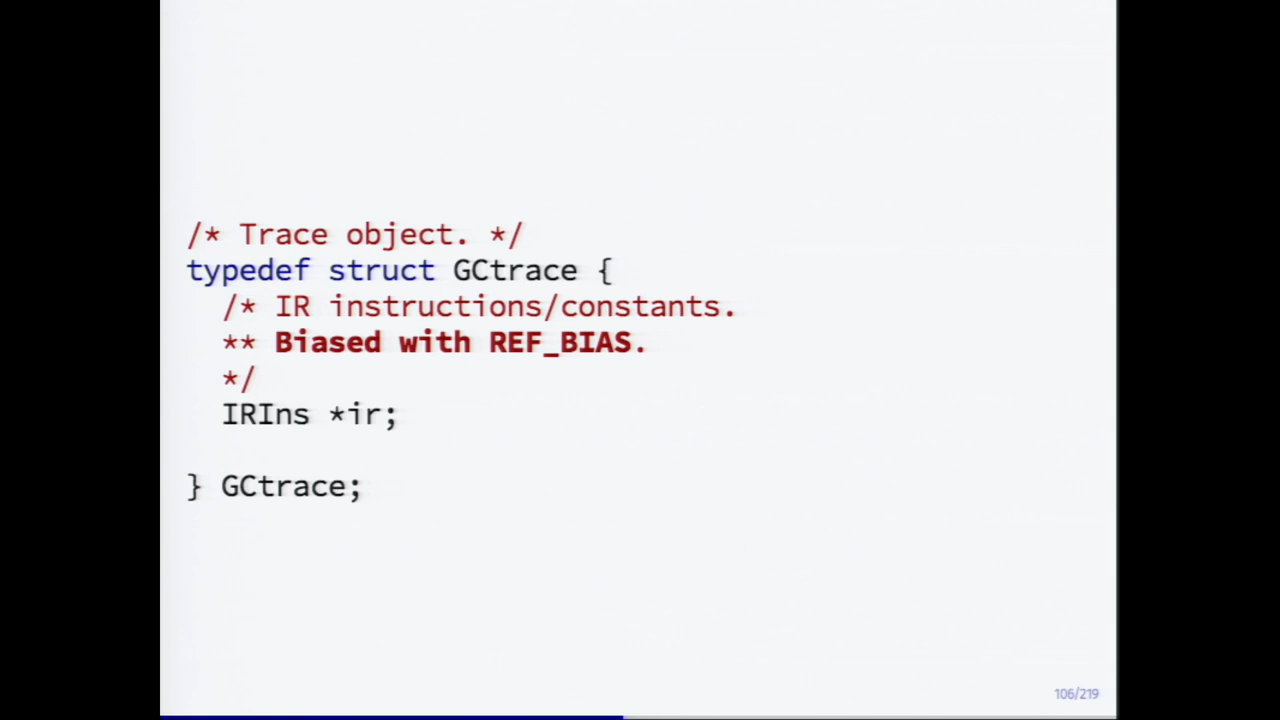 /* Trace object. */
typedef struct GCtrace {
/* IR instructions/constants.
** Biased with REF_BIAS.
*/
IRIns *ir;
} GCtrace;
106/219